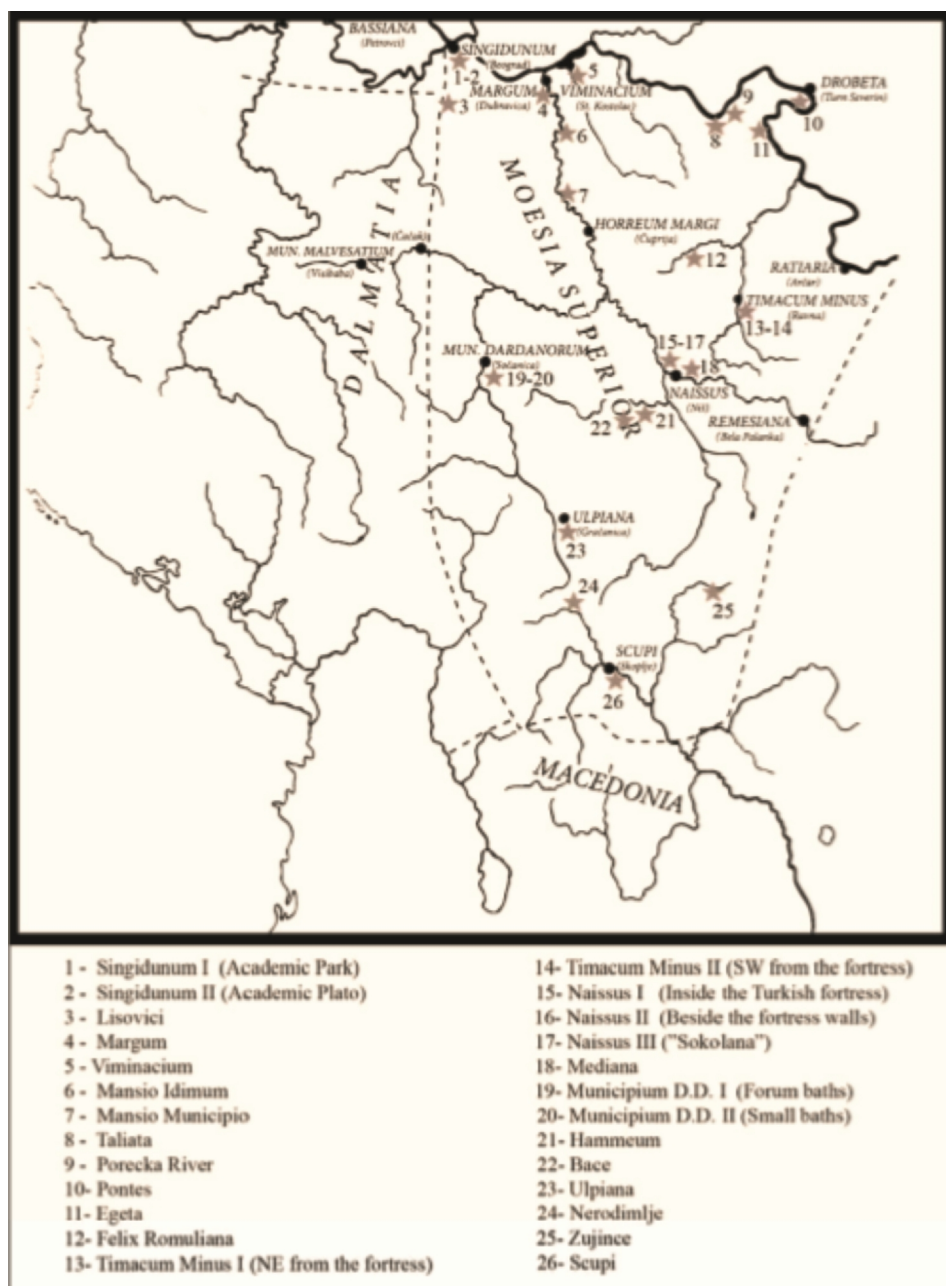 BASSIANA
(Petrovci)
SINGIDUNUM
(Beograd)
1-2
MARGUM
(Dubravica)
3
4
5
VIMINACIUM
(St. Kostolac)
6
7
8
9
DROBETA
(Turn Severin)
10
11
MOESIA SUPERIOR
DALMATIA
HORREUM MARGI
(Ćuprija)
(Čačak)
MUN. MALVESATIUM
(Visibaba)
12
RATIARIA
(Arčar)
TIMACUM MINUS
(Ravna)
13-14
MUN. DARDANORUM
(Sočanica)
19-20
15-17
18
NAISSUS
(Niš)
22
21
REMESIANA
(Bela Palanka)
ULPIANA
(Gračanica)
23
24
25
SCUPI
(Skoplje)
26
MACEDONIA
1 - Singidunum I (Academic Park)
2 - Singidunum II (Academic Plato)
3 - Lisovici
4 - Margum
5 - Viminacium
6 - Mansio Idimum
7 - Mansio Municipio
8 - Taliata
9 - Porecka River
10- Pontes
11- Egeta
12- Felix Romuliana
13- Timacum Minus I (NE from the fortress)
14- Timacum Minus II (SW from the fortress)
15- Naissus I (Inside the Turkish fortress)
16- Naissus II (Beside the fortress walls)
17- Naissus III ("Sokolana")
18- Mediana
19- Municipium D.D. I (Forum baths)
20- Municipium D.D. II (Small baths)
21- Hammeum
22- Bace
23- Ulpiana
24- Nerodimlje
25- Zujince
26- Scupi